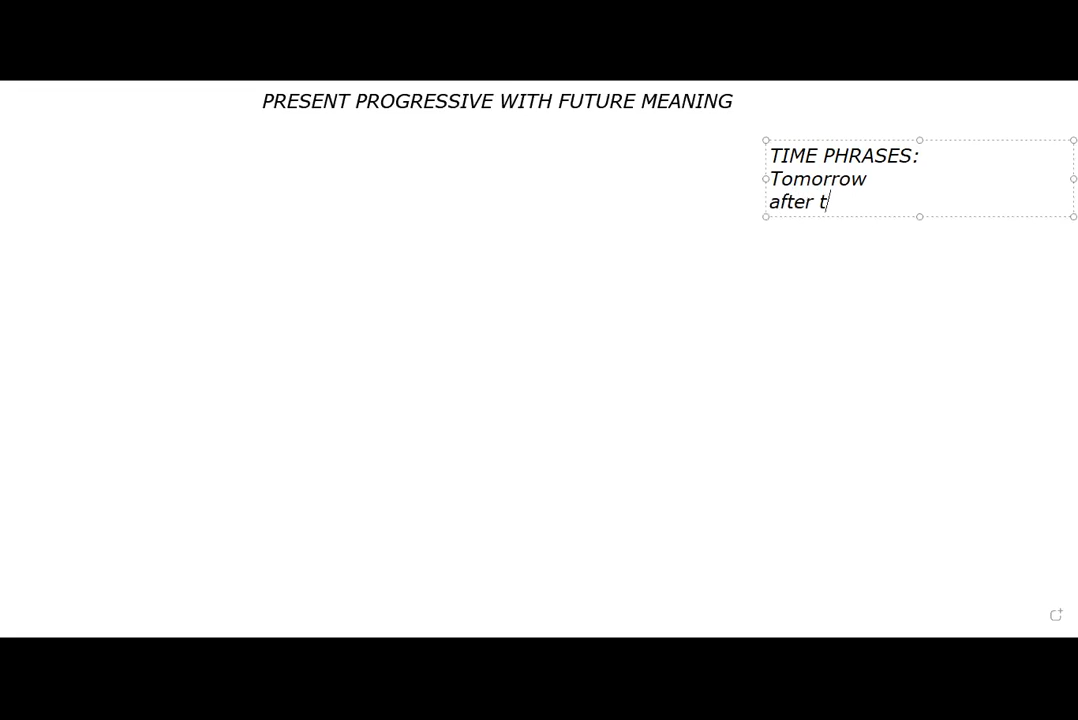 PRESENT PROGRESSIVE WITH FUTURE MEANING
TIME PHRASES:
Tomorrow
after t